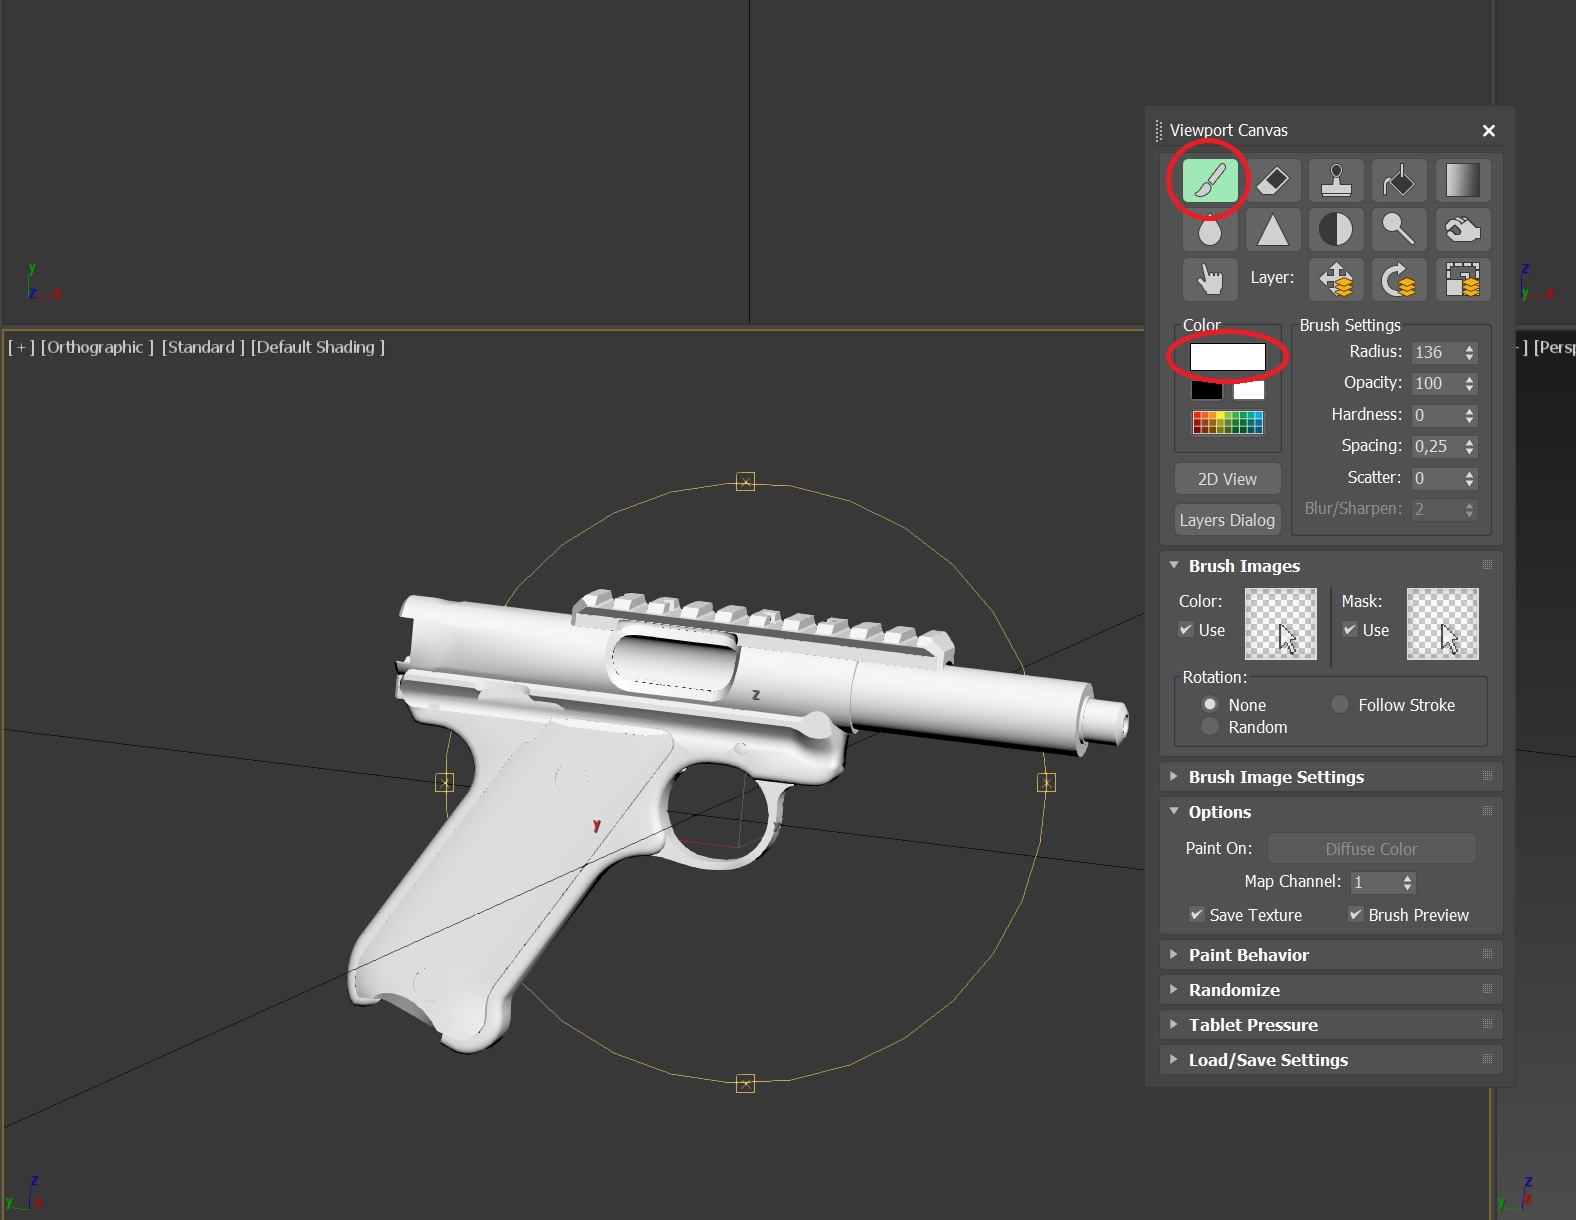 Viewport Canvas
Layer:
Color
Brush Settings
Radius: 136
Opacity: 100
Hardness: 0
Spacing: 0,25
Scatter: 0
Blur/Sharpen: 2
2D View
Layers Dialog
Brush Images
Color:
Use
Mask:
Use
Rotation:
None
Follow Stroke
Random
Brush Image Settings
Options
Paint On: Diffuse Color
Map Channel: 1
Save Texture
Brush Preview
Paint Behavior
Randomize
Tablet Pressure
Load/Save Settings
y
z
x
z
y
x
[ + ] [Orthographic ] [Standard ] [Default Shading ]
] [Persp
z
y
z
y
x
z
y
x